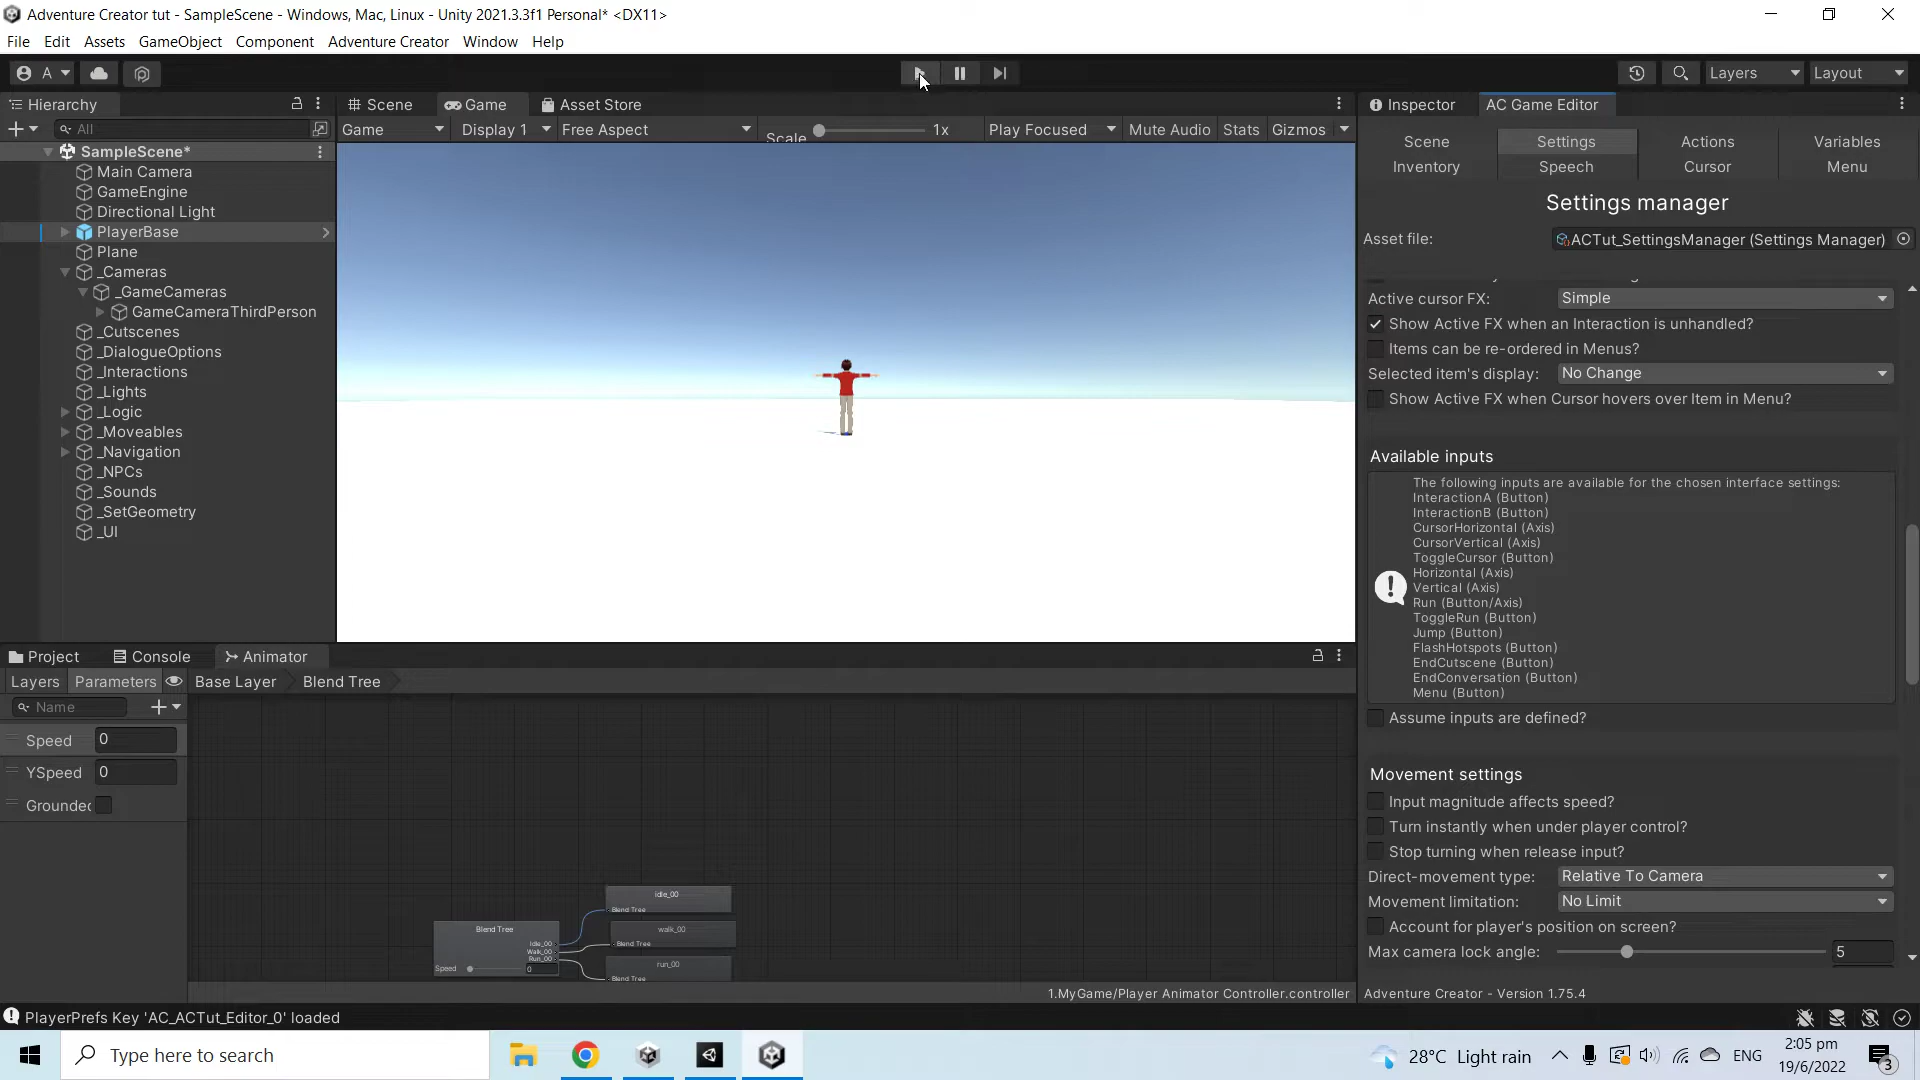 Adventure Creator tut - SampleScene - Windows, Mac, Linux - Unity 2021.3.3f1 Personal* <DX11>
File Edit Assets GameObject Component Adventure Creator Window Help
A Layers Layout
Hierarchy
All
SampleScene*
Main Camera
GameEngine
Directional Light
PlayerBase
Plane
_Cameras
_GameCameras
GameCameraThirdPerson
_Cutscenes
_DialogueOptions
_Interactions
_Lights
_Logic
_Moveables
_Navigation
_NPCs
_Sounds
_SetGeometry
_UI
Scene Game Asset Store
Game Display 1 Free Aspect Scale 1x Play Focused Mute Audio Stats Gizmos
Inspector AC Game Editor
Scene Settings Actions Variables
Inventory Speech Cursor Menu
Settings manager
Asset file: ACTut_SettingsManager (Settings Manager)
Active cursor FX: Simple
Show Active FX when an Interaction is unhandled?
Items can be re-ordered in Menus?
Selected item's display: No Change
Show Active FX when Cursor hovers over Item in Menu?
Available inputs
The following inputs are available for the chosen interface settings:
InteractionA (Button)
InteractionB (Button)
CursorHorizontal (Axis)
CursorVertical (Axis)
ToggleCursor (Button)
Horizontal (Axis)
Vertical (Axis)
Run (Button/Axis)
ToggleRun (Button)
Jump (Button)
FlashHotspots (Button)
EndCutscene (Button)
EndConversation (Button)
Menu (Button)
Assume inputs are defined?
Movement settings
Input magnitude affects speed?
Turn instantly when under player control?
Stop turning when release input?
Direct-movement type: Relative To Camera
Movement limitation: No Limit
Account for player's position on screen?
Max camera lock angle: 5
Adventure Creator - Version 1.75.4
Project Console Animator
Layers Parameters Base Layer Blend Tree
Name
Speed 0
YSpeed 0
Grounded
Blend Tree
Idle_00
Walk_00
Run_00
Speed 0
idle_00
Blend Tree
walk_00
Blend Tree
run_00
Blend Tree
1.MyGame/Player Animator Controller.controller
PlayerPrefs Key 'AC_ACTut_Editor_0' loaded
Type here to search
28°C Light rain ENG
2:05 pm
19/6/2022
3